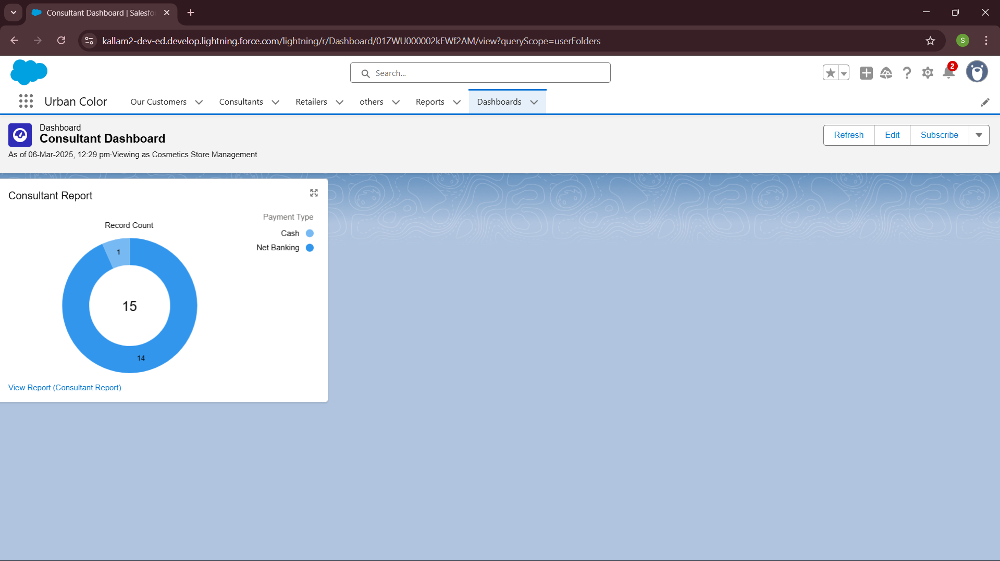 Consultant Dashboard | Salesfo
kallam2-dev-ed.develop.lightning.force.com/lightning/r/Dashboard/01ZWU000002kEWf2AM/view?queryScope=userFolders
S
Search...
2
Urban Color
Our Customers
Consultants
Retailers
others
Reports
Dashboards
Dashboard
Consultant Dashboard
As of 06-Mar-2025, 12:29 pm·Viewing as Cosmetics Store Management
Refresh
Edit
Subscribe
Consultant Report
Record Count
Payment Type
Cash
Net Banking
1
15
14
View Report (Consultant Report)